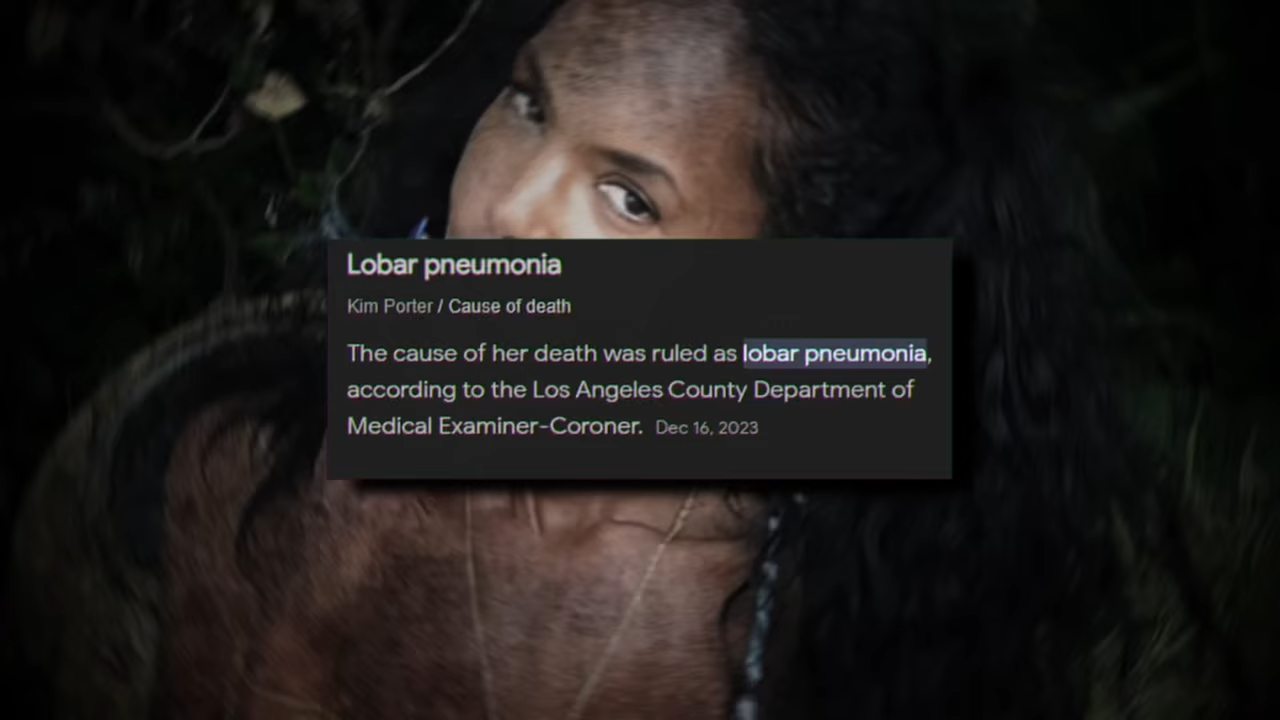 Lobar pneumonia
Kim Porter / Cause of death
The cause of her death was ruled as lobar pneumonia,
according to the Los Angeles County Department of
Medical Examiner-Coroner. Dec 16, 2023